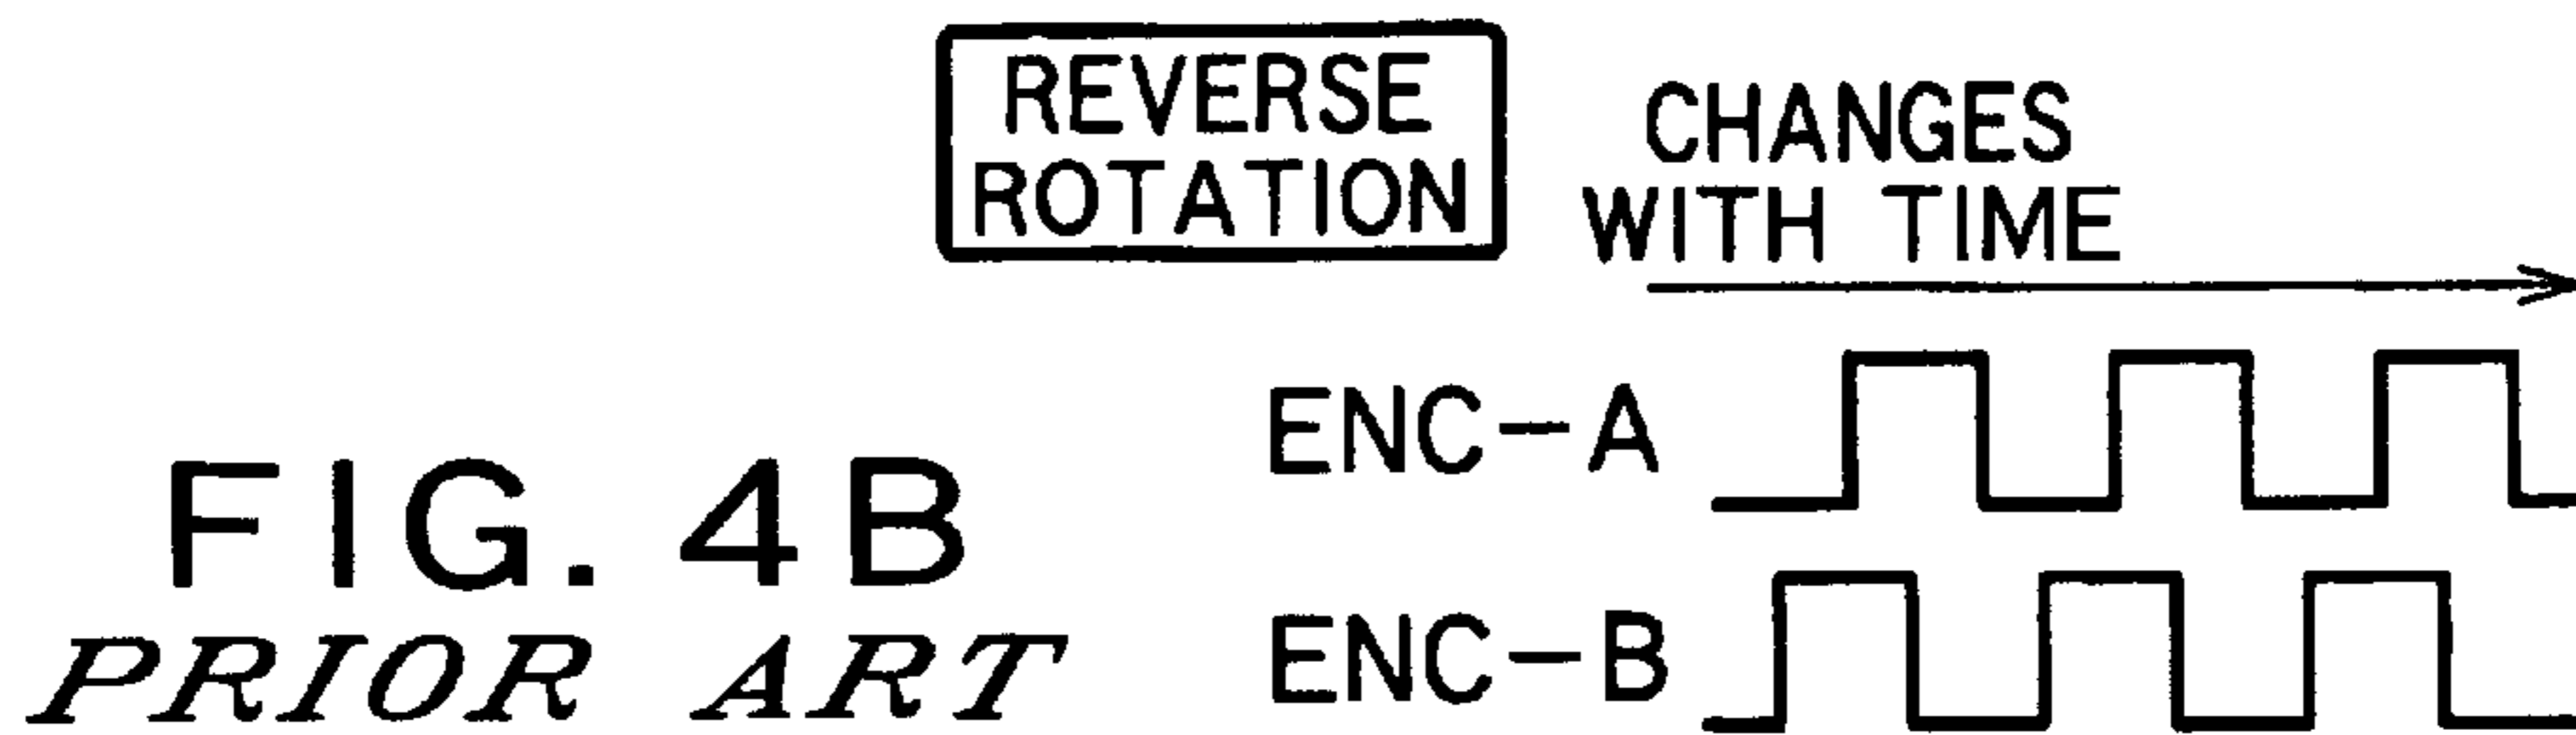 REVERSE
ROTATION
CHANGES
WITH TIME
ENC-A
FIG. 4B
PRIOR ART
ENC-B